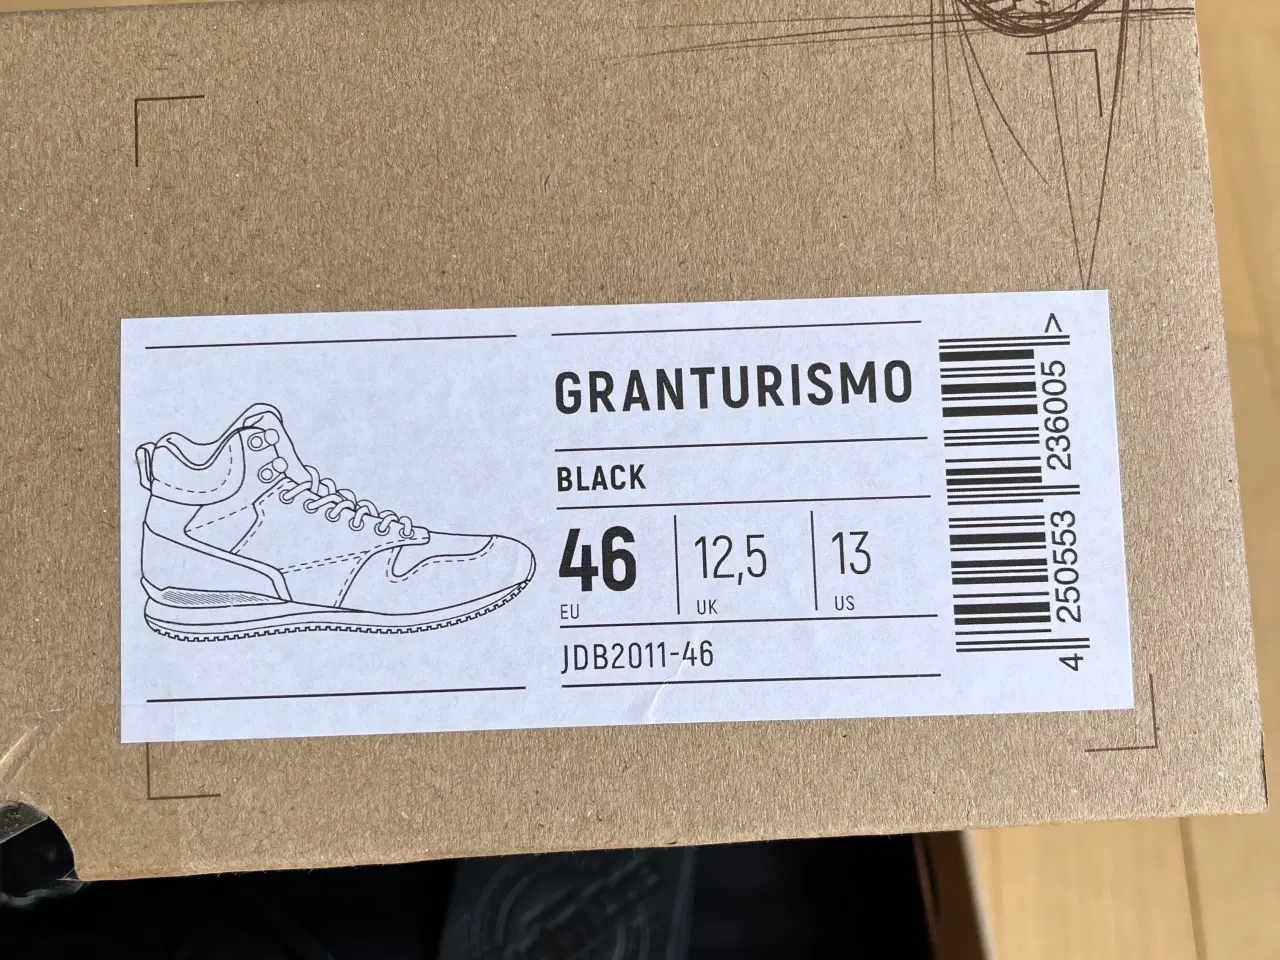 GRANTURISMO
BLACK
46 12,5 13
EU UK US
JDB2011-46
4 250553 236005 >